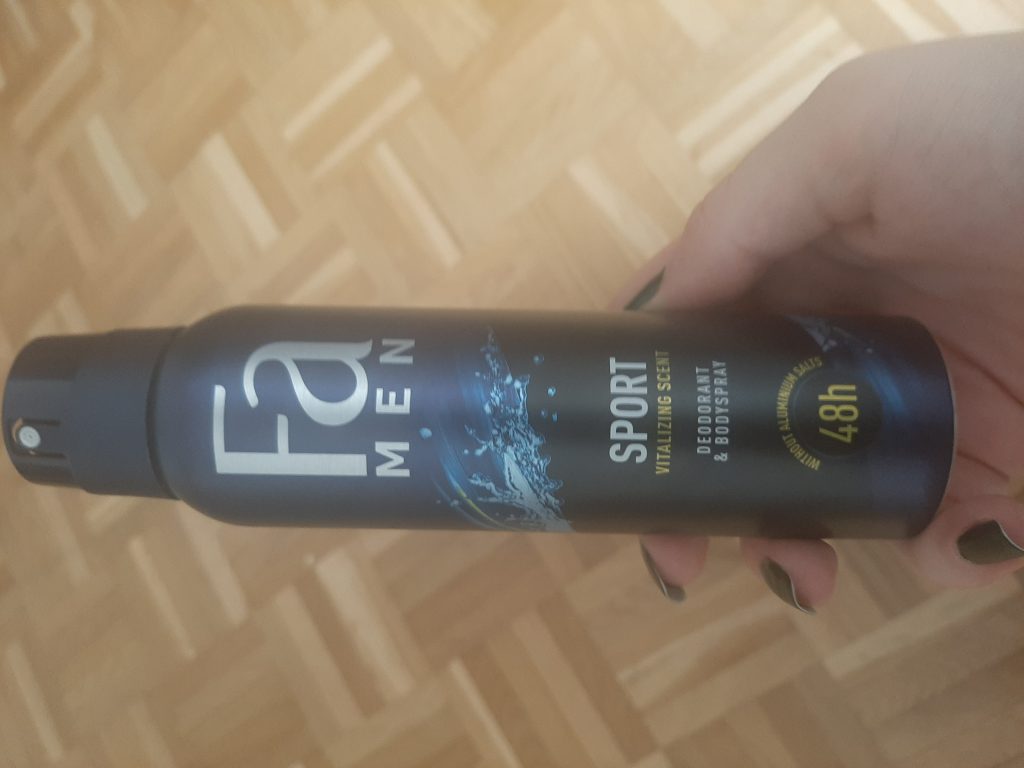 Fa
MEN
SPORT
VITALIZING SCENT
DEODORANT
& BODYSPRAY
WITHOUT ALUMINIUM SALTS
48h